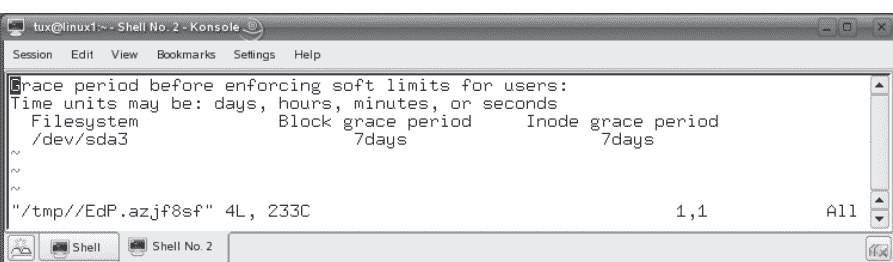 tux@linux1:~ - Shell No. 2 - Konsole
Session Edit View Bookmarks Settings Help
Grace period before enforcing soft limits for users:
Time units may be: days, hours, minutes, or seconds
Filesystem Block grace period Inode grace period
/dev/sda3 7days 7days
~
~
~
"/tmp//EdP.azjf8sf" 4L, 233C 1,1 All
Shell Shell No. 2